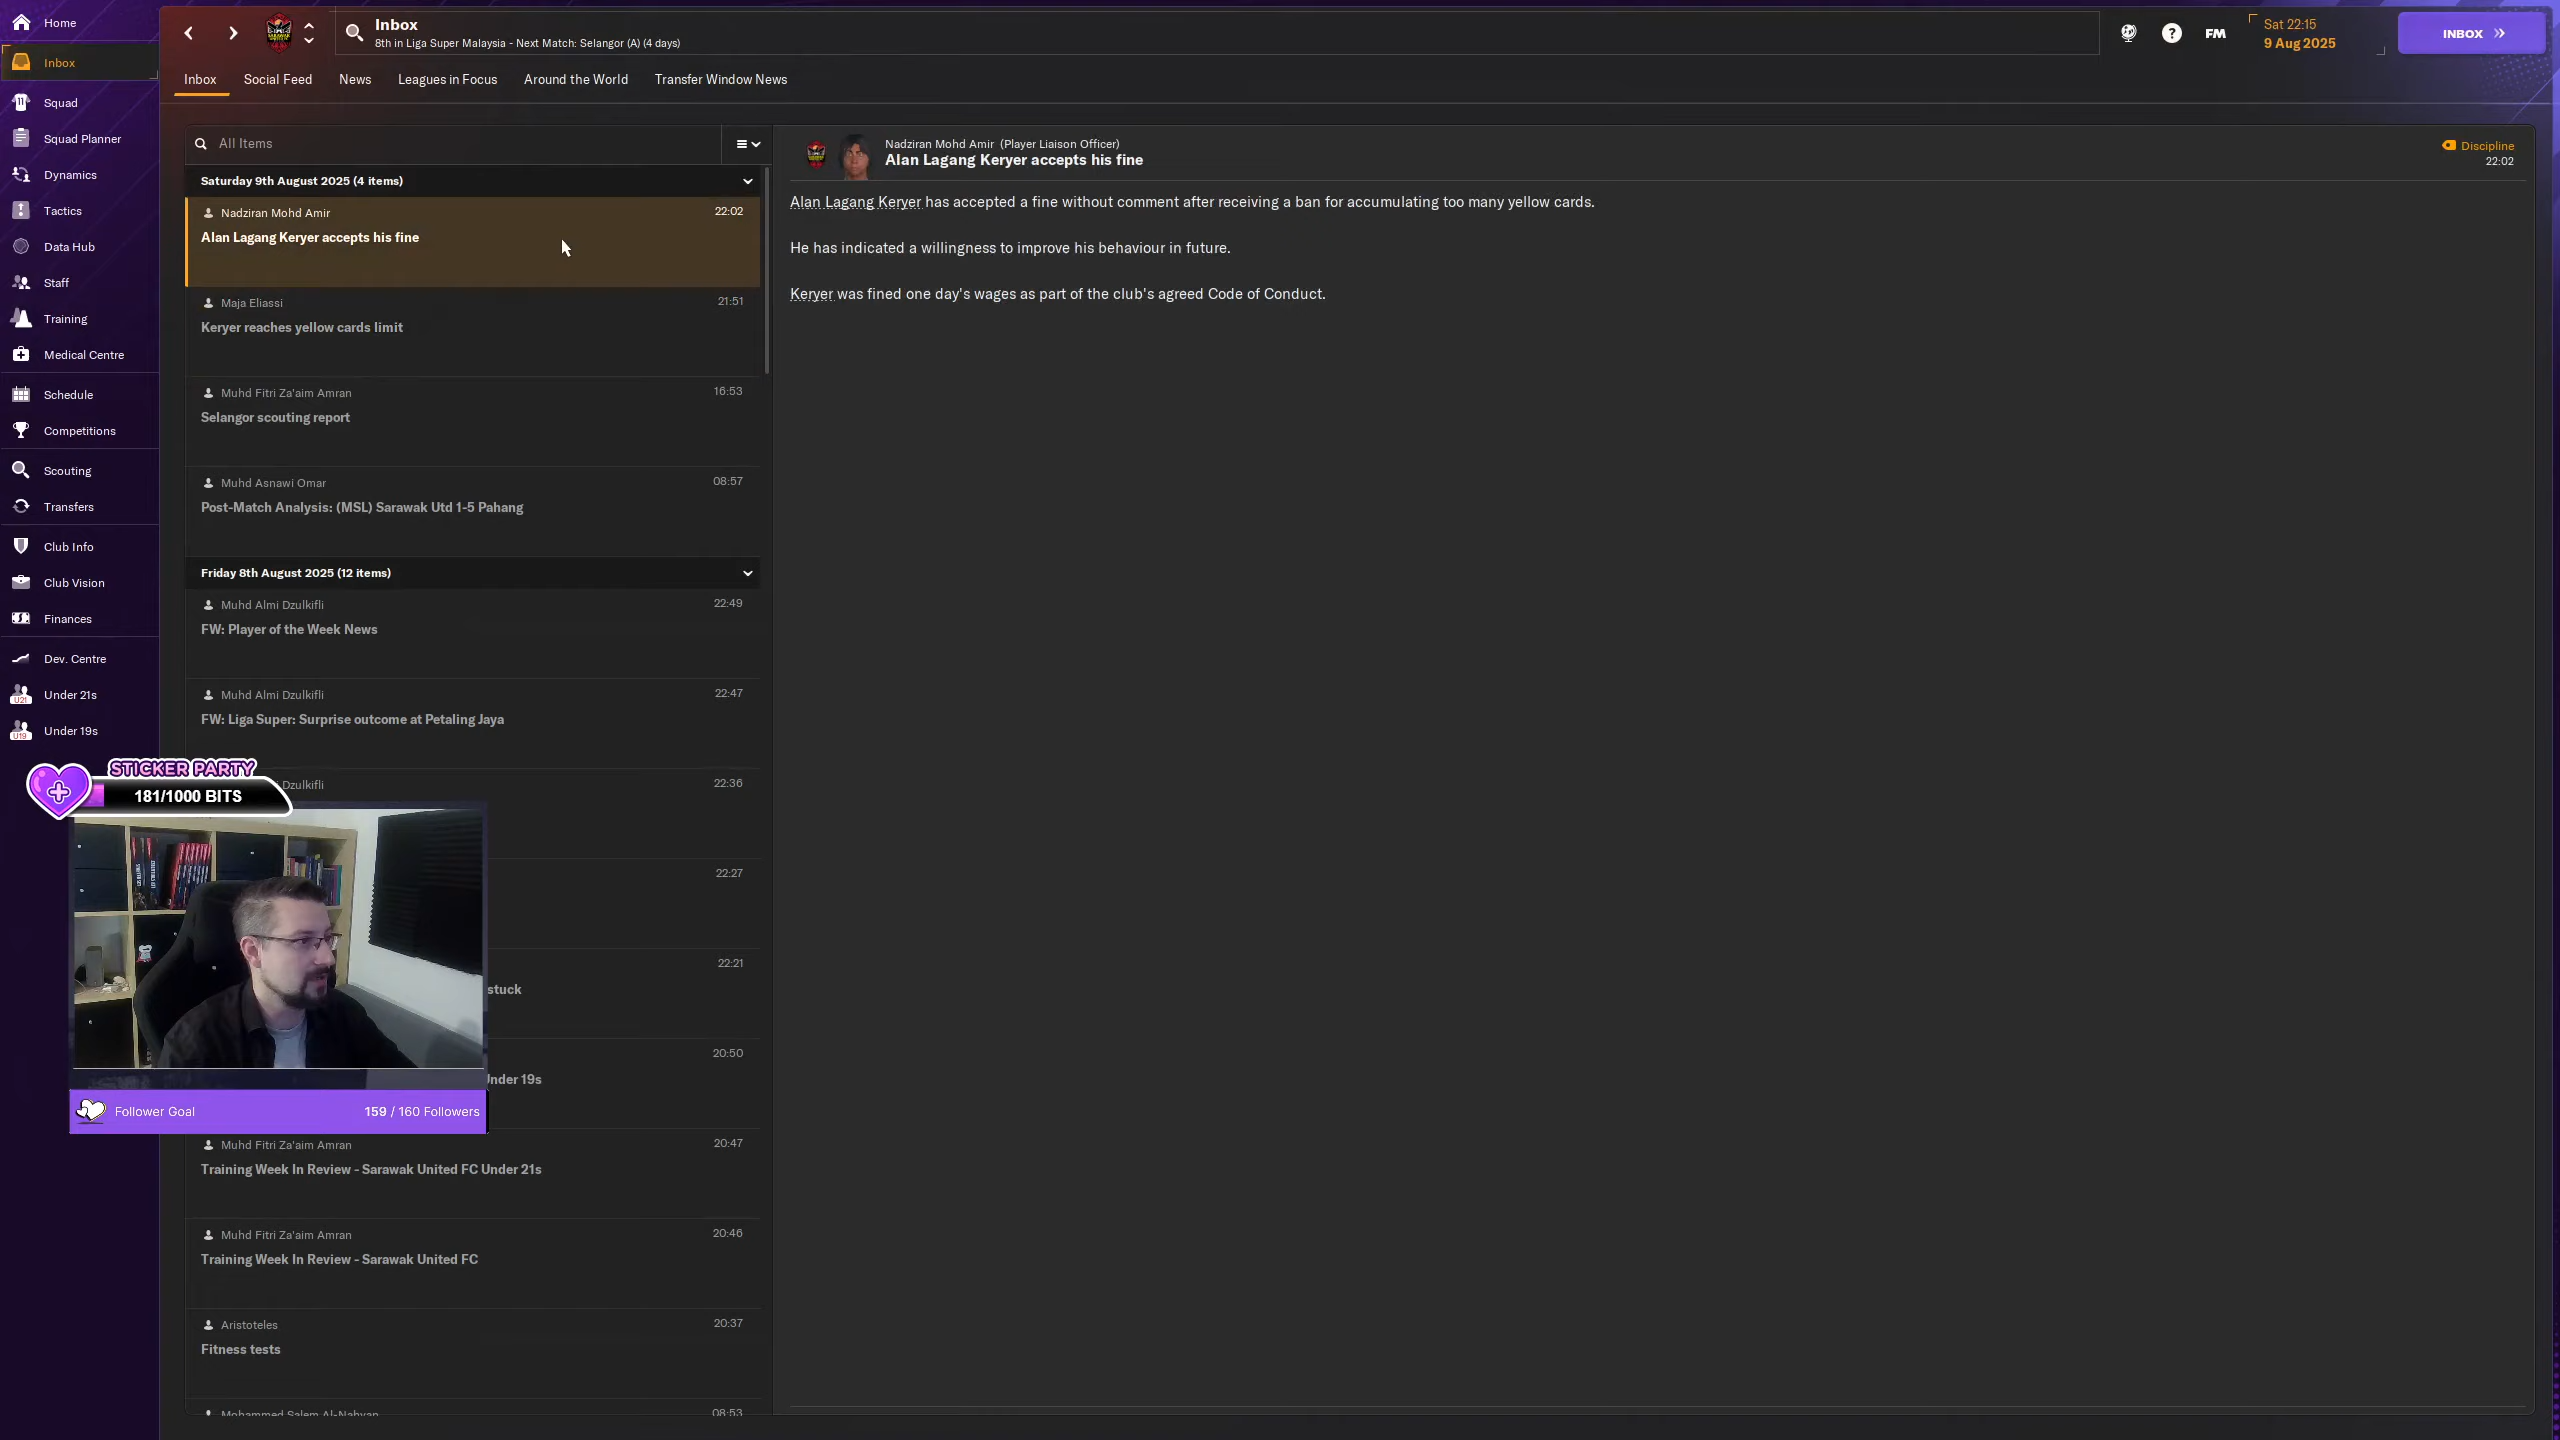 Home
Inbox
Squad
Squad Planner
Dynamics
Tactics
Data Hub
Staff
Training
Medical Centre
Schedule
Competitions
Scouting
Transfers
Club Info
Club Vision
Finances
Dev. Centre
Under 21s
Under 19s
Inbox
8th in Liga Super Malaysia - Next Match: Selangor (A) (4 days)
FM
Sat 22:15
9 Aug 2025
INBOX
Inbox Social Feed News Leagues in Focus Around the World Transfer Window News
All Items
Saturday 9th August 2025 (4 items)
Nadziran Mohd Amir 22:02
Alan Lagang Keryer accepts his fine
Maja Eliassi 21:51
Keryer reaches yellow cards limit
Muhd Fitri Za'aim Amran 16:53
Selangor scouting report
Muhd Asnawi Omar 08:57
Post-Match Analysis: (MSL) Sarawak Utd 1-5 Pahang
Friday 8th August 2025 (12 items)
Muhd Almi Dzulkifli 22:49
FW: Player of the Week News
Muhd Almi Dzulkifli 22:47
FW: Liga Super: Surprise outcome at Petaling Jaya
Dzulkifli 22:36
22:27
22:21
stuck
20:50
Under 19s
Muhd Fitri Za'aim Amran 20:47
Training Week In Review - Sarawak United FC Under 21s
Muhd Fitri Za'aim Amran 20:46
Training Week In Review - Sarawak United FC
Aristoteles 20:37
Fitness tests
Mohammed Salem Al-Nahyan 08:53
Nadziran Mohd Amir (Player Liaison Officer)
Alan Lagang Keryer accepts his fine
Discipline
22:02
Alan Lagang Keryer has accepted a fine without comment after receiving a ban for accumulating too many yellow cards.
He has indicated a willingness to improve his behaviour in future.
Keryer was fined one day's wages as part of the club's agreed Code of Conduct.
STICKER PARTY
181/1000 BITS
Follower Goal 159 / 160 Followers